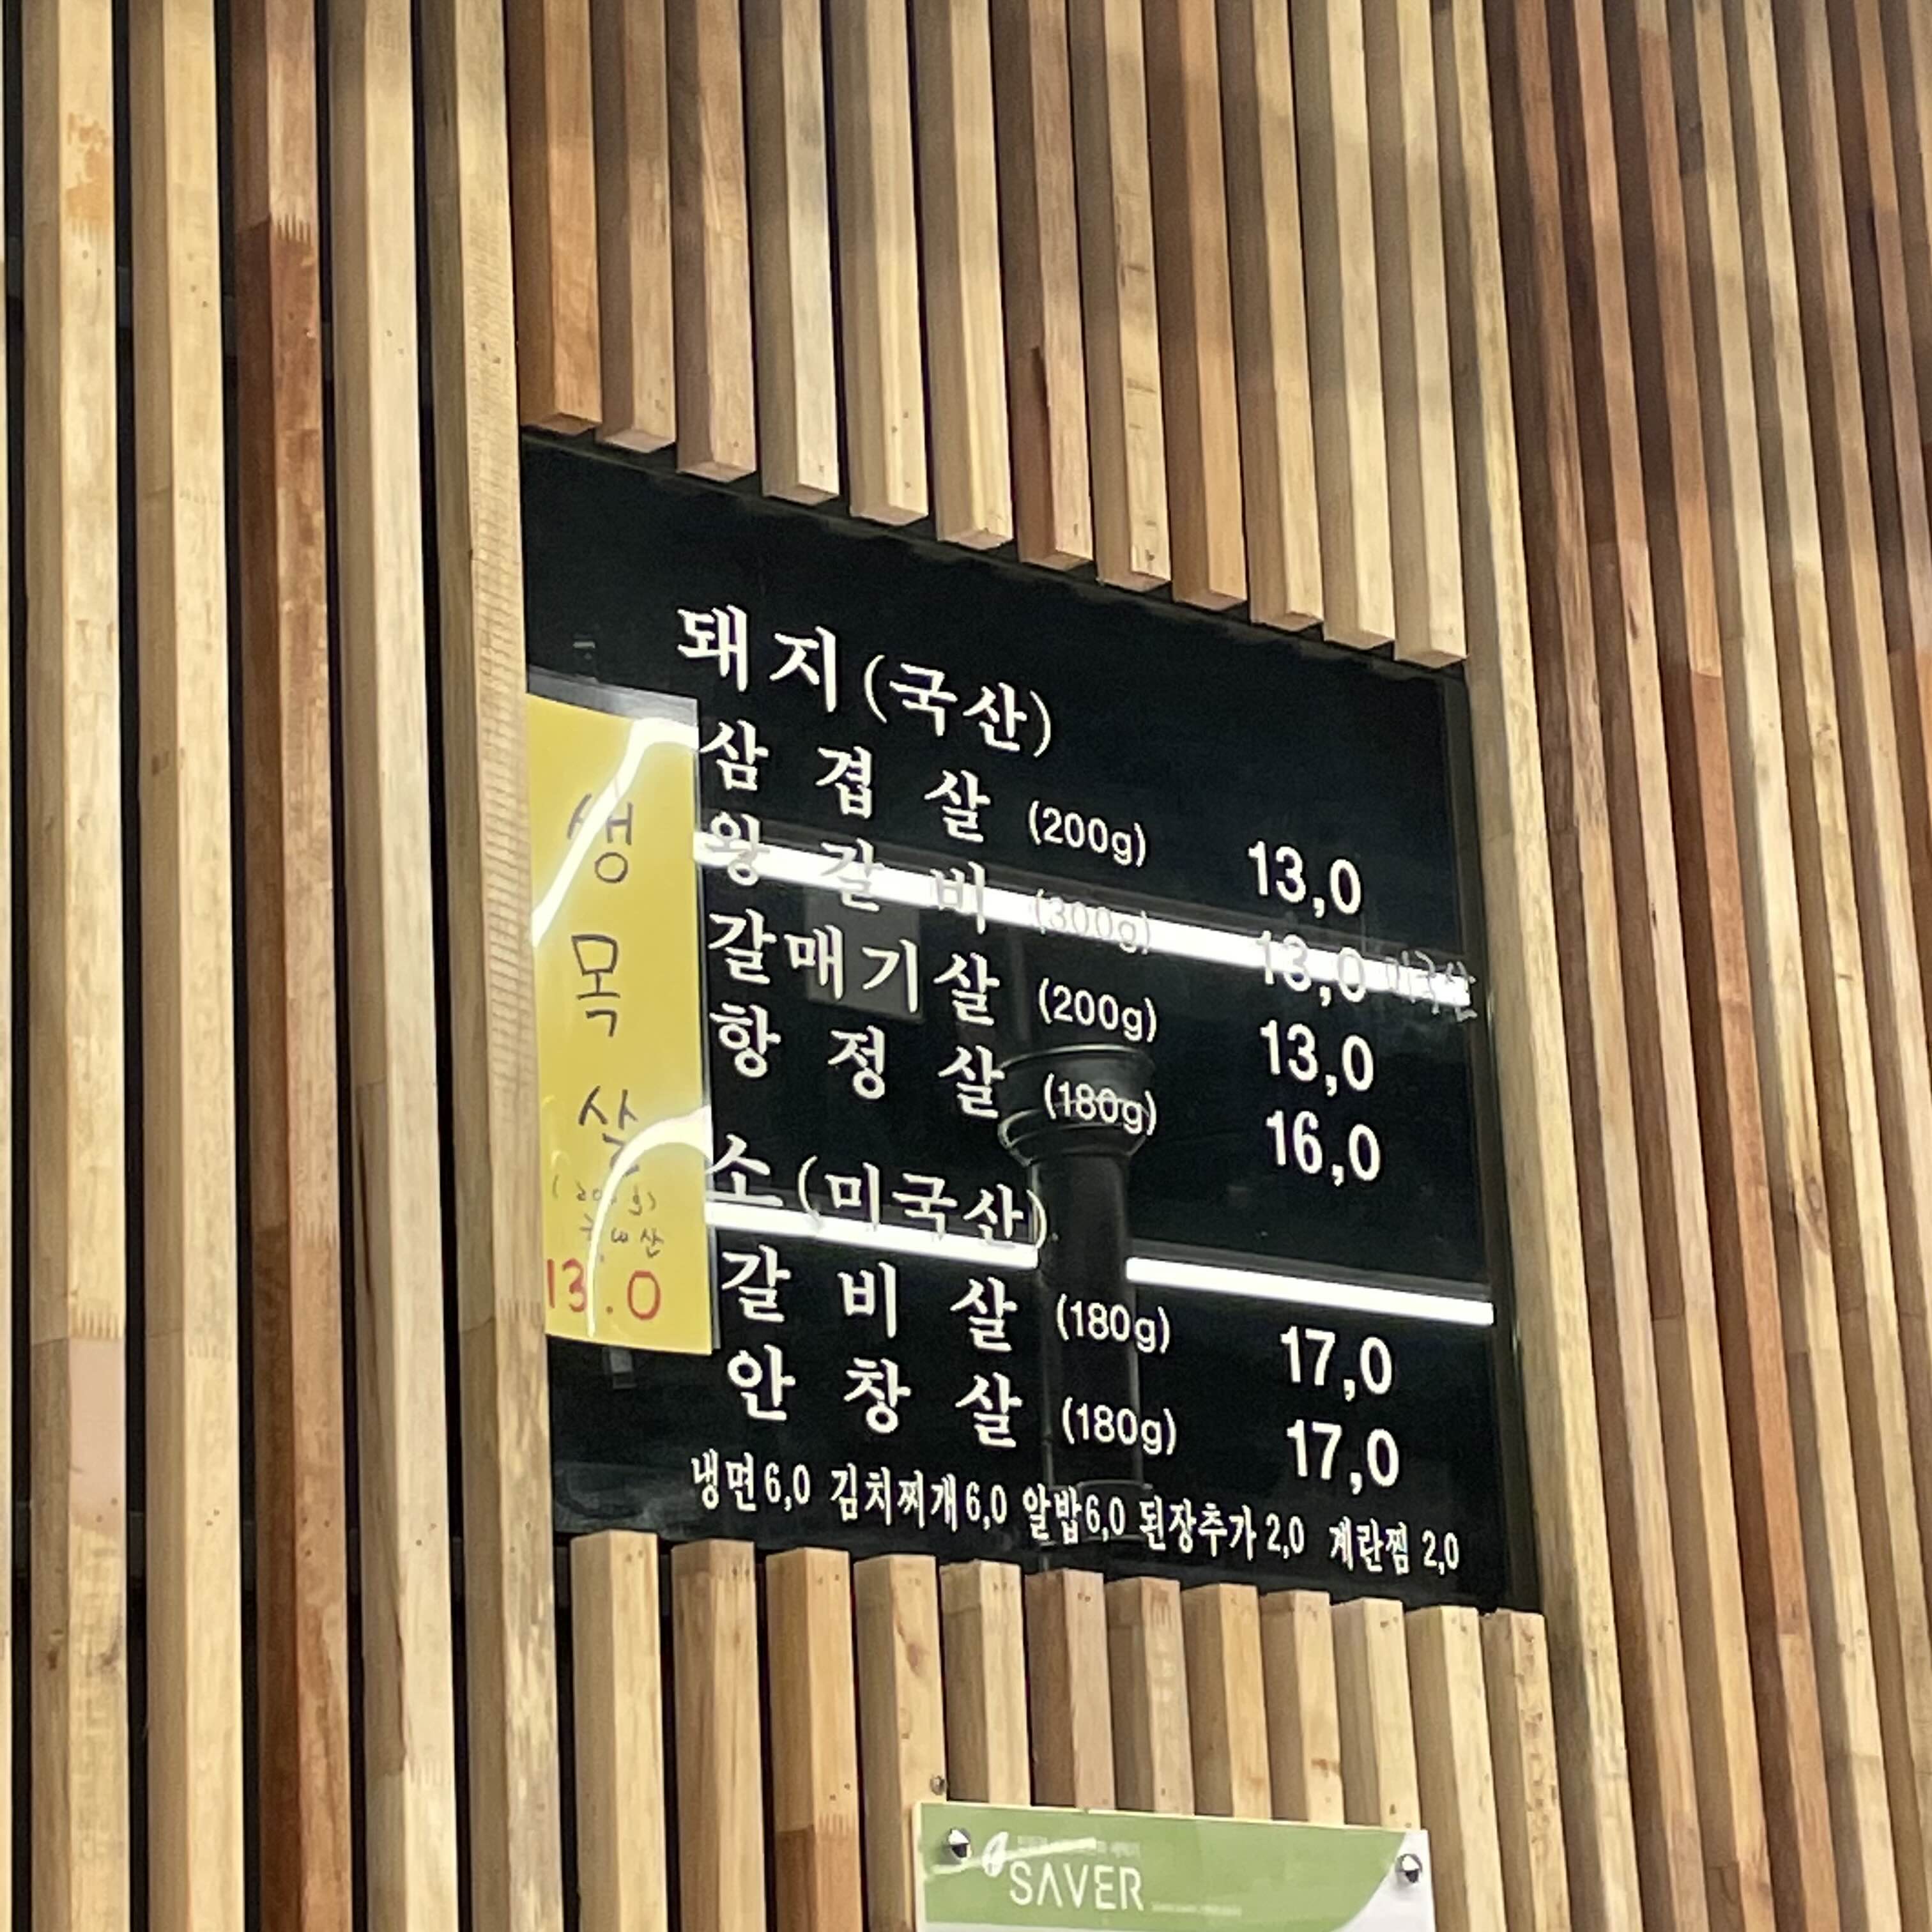 돼지(국산)
삼겹살 (200g) 13,0
왕갈비 (300g) 13,0 미국산
갈매기살 (200g) 13,0
항정살 (180g) 16,0
소(미국산)
갈비살 (180g) 17,0
안창살 (180g) 17,0
냉면6,0 김치찌개6,0 알밥6,0 된장추가2,0 계란찜 2,0
생
목
살
13.0
SAVER